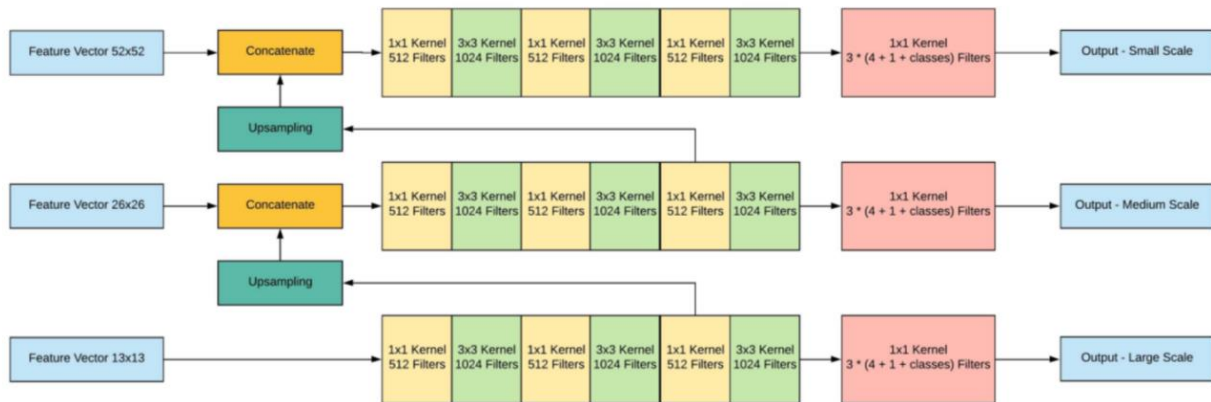 Feature Vector 52x52
Concatenate
1x1 Kernel
512 Filters
3x3 Kernel
1024 Filters
1x1 Kernel
512 Filters
3x3 Kernel
1024 Filters
1x1 Kernel
512 Filters
3x3 Kernel
1024 Filters
1x1 Kernel
3 * (4 + 1 + classes) Filters
Output - Small Scale
Upsampling
Feature Vector 26x26
Concatenate
1x1 Kernel
512 Filters
3x3 Kernel
1024 Filters
1x1 Kernel
512 Filters
3x3 Kernel
1024 Filters
1x1 Kernel
512 Filters
3x3 Kernel
1024 Filters
1x1 Kernel
3 * (4 + 1 + classes) Filters
Output - Medium Scale
Upsampling
Feature Vector 13x13
1x1 Kernel
512 Filters
3x3 Kernel
1024 Filters
1x1 Kernel
512 Filters
3x3 Kernel
1024 Filters
1x1 Kernel
512 Filters
3x3 Kernel
1024 Filters
1x1 Kernel
3 * (4 + 1 + classes) Filters
Output - Large Scale